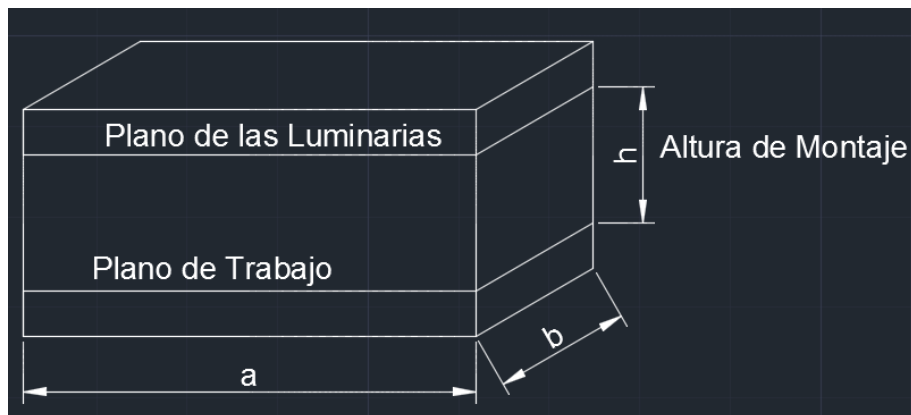 Plano de las Luminarias
h
Altura de Montaje
Plano de Trabajo
b
a